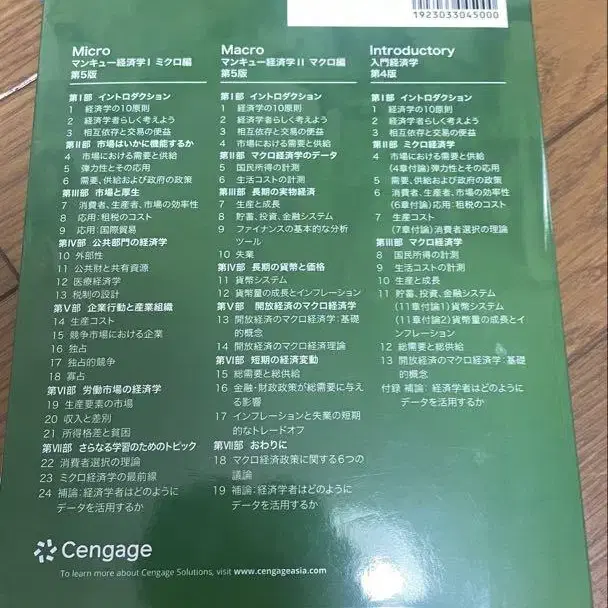 1923033045000
Micro
マンキュー経済学Ⅰ ミクロ編
第5版
第Ⅰ部 イントロダクション
1 経済学の10原則
2 経済学者らしく考えよう
3 相互依存と交易の便益
第Ⅱ部 市場はいかに機能するか
4 市場における需要と供給
5 弾力性とその応用
6 需要、供給および政府の政策
第Ⅲ部 市場と厚生
7 消費者、生産者、市場の効率性
8 応用：租税のコスト
9 応用：国際貿易
第Ⅳ部 公共部門の経済学
10 外部性
11 公共財と共有資源
12 医療経済学
13 税制の設計
第Ⅴ部 企業行動と産業組織
14 生産コスト
15 競争市場における企業
16 独占
17 独占的競争
18 寡占
第Ⅵ部 労働市場の経済学
19 生産要素の市場
20 収入と差別
21 所得格差と貧困
第Ⅶ部 さらなる学習のためのトピック
22 消費者選択の理論
23 ミクロ経済学の最前線
24 補論：経済学者はどのように
データを活用するか
Macro
マンキュー経済学Ⅱ マクロ編
第5版
第Ⅰ部 イントロダクション
1 経済学の10原則
2 経済学者らしく考えよう
3 相互依存と交易の便益
4 市場における需要と供給
第Ⅱ部 マクロ経済学のデータ
5 国民所得の計測
6 生活コストの計測
第Ⅲ部 長期の実物経済
7 生産と成長
8 貯蓄、投資、金融システム
9 ファイナンスの基本的な分析
ツール
10 失業
第Ⅳ部 長期の貨幣と価格
11 貨幣システム
12 貨幣量の成長とインフレーション
第Ⅴ部 開放経済のマクロ経済学
13 開放経済のマクロ経済学：基礎
的概念
14 開放経済のマクロ経済理論
第Ⅵ部 短期の経済変動
15 総需要と総供給
16 金融・財政政策が総需要に与え
る影響
17 インフレーションと失業の短期
的なトレードオフ
第Ⅶ部 おわりに
18 マクロ経済政策に関する6つの
議論
19 補論：経済学者はどのように
データを活用するか
Introductory
入門経済学
第4版
第Ⅰ部 イントロダクション
1 経済学の10原則
2 経済学者らしく考えよう
3 相互依存と交易の便益
第Ⅱ部 ミクロ経済学
4 市場における需要と供給
(4章付論)弾力性とその応用
5 需要、供給および政府の政策
6 消費者、生産者、市場の効率性
(6章付論)応用：租税のコスト
7 生産コスト
(7章付論)消費者選択の理論
第Ⅲ部 マクロ経済学
8 国民所得の計測
9 生活コストの計測
10 生産と成長
11 貯蓄、投資、金融システム
(11章付論1)貨幣システム
(11章付論2)貨幣量の成長とイ
ンフレーション
12 総需要と総供給
13 開放経済のマクロ経済学：基礎
的概念
付録 補論：経済学者はどのように
データを活用するか
Cengage
To learn more about Cengage Solutions, visit www.cengageasia.com